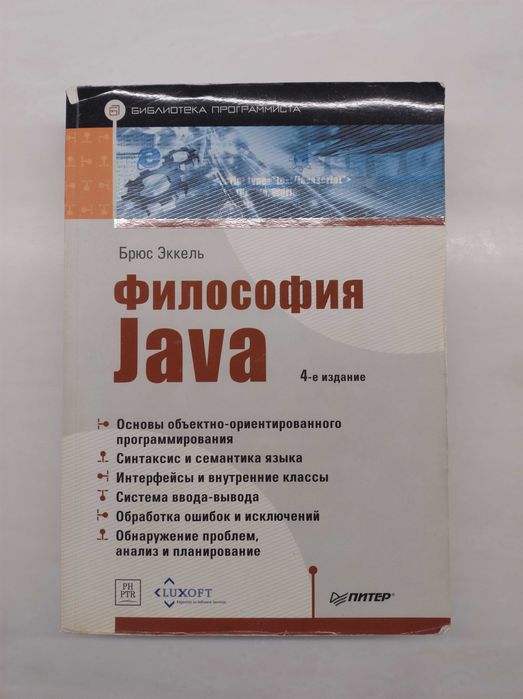 БИБЛИОТЕКА ПРОГРАММИСТА
Брюс Эккель
Философия
Java
4-е издание
Основы объектно-ориентированного
программирования
Синтаксис и семантика языка
Интерфейсы и внутренние классы
Система ввода-вывода
Обработка ошибок и исключений
Обнаружение проблем,
анализ и планирование
PH
PTR
LUXOFT
ПИТЕР®